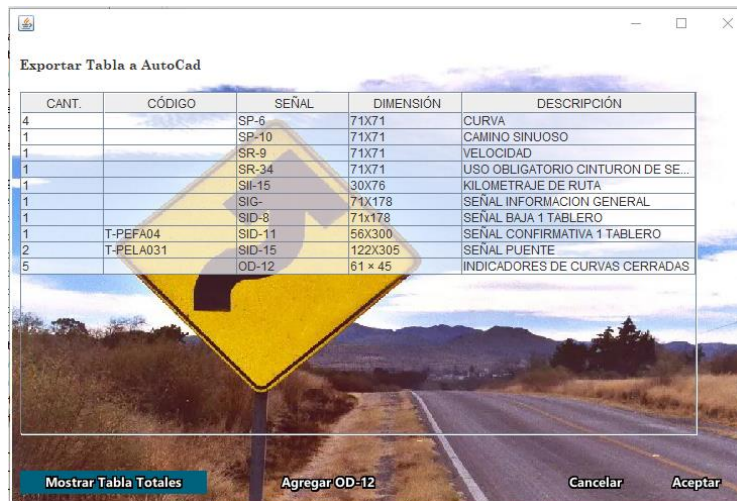 Exportar Tabla a AutoCad
CANT. CÓDIGO SEÑAL DIMENSIÓN DESCRIPCIÓN
4 SP-6 71X71 CURVA
1 SP-10 71X71 CAMINO SINUOSO
1 SR-9 71X71 VELOCIDAD
1 SR-34 71X71 USO OBLIGATORIO CINTURON DE SE...
1 SII-15 30X76 KILOMETRAJE DE RUTA
1 SIG- 71X178 SEÑAL INFORMACION GENERAL
1 SID-8 71x178 SEÑAL BAJA 1 TABLERO
1 T-PEFA04 SID-11 56X300 SEÑAL CONFIRMATIVA 1 TABLERO
2 T-PELA031 SID-15 122X305 SEÑAL PUENTE
5 OD-12 61 × 45 INDICADORES DE CURVAS CERRADAS
Mostrar Tabla Totales Agregar OD-12 Cancelar Aceptar